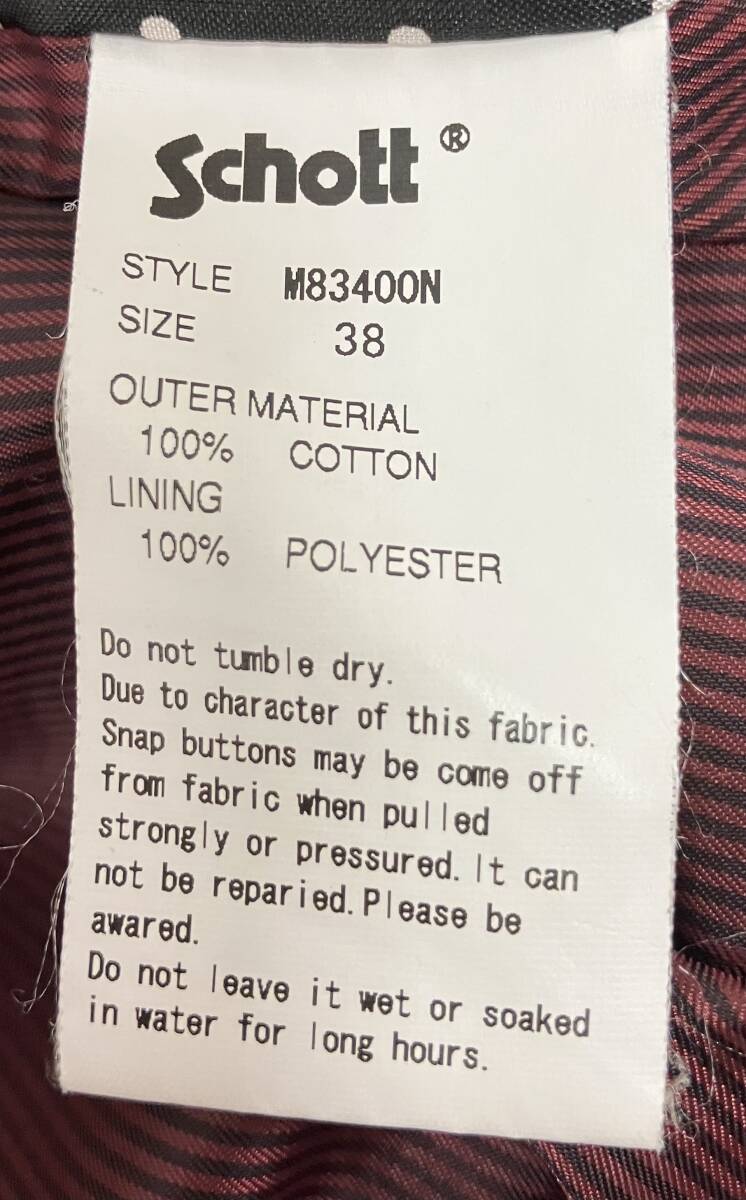 Schott®
STYLE M83400N
SIZE 38
OUTER MATERIAL
100% COTTON
LINING
100% POLYESTER
Do not tumble dry.
Due to character of this fabric.
Snap buttons may be come off
from fabric when pulled
strongly or pressured. It can
not be reparied. Please be
awared.
Do not leave it wet or soaked
in water for long hours.